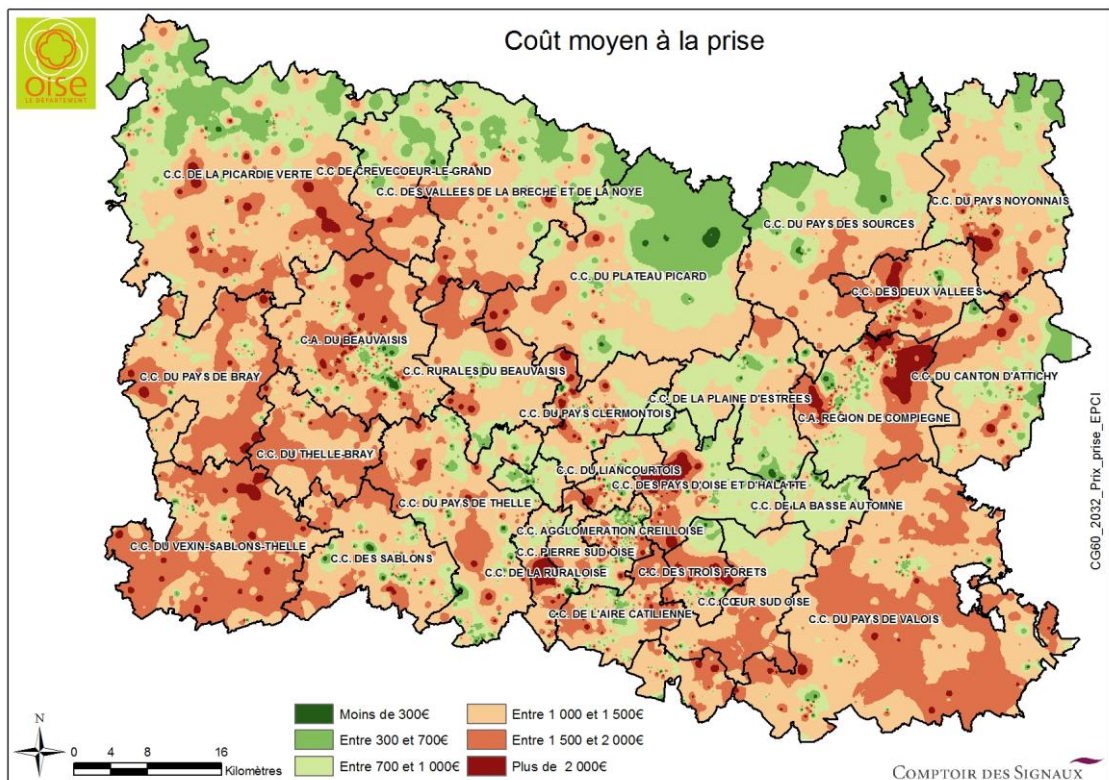 Coût moyen à la prise
oise
LE DÉPARTEMENT
C.C. DE LA PICARDIE VERTE
C.C DE CREVECOEUR-LE-GRAND
C.C. DES VALLEES DE LA BRECHE ET DE LA NOYE
C.C. DU PAYS NOYONNAIS
C.C. DU PAYS DES SOURCES
C.C. DU PLATEAU PICARD
C.C. DES DEUX VALLEES
C.A. DU BEAUVAISIS
C.C. DU PAYS DE BRAY
C.C. RURALES DU BEAUVAISIS
C.C. DU CANTON D'ATTICHY
C.C. DE LA PLAINE D'ESTREES
C.C. DU PAYS CLERMONTOIS
C.A. REGION DE COMPIEGNE
C.C. DU THELLE-BRAY
C.C. DU LIANCOURTOIS
C.C. DES PAYS D'OISE ET D'HALATTE
C.C. DU PAYS DE THELLE
C.C. DE LA BASSE AUTOMNE
C.C. AGGLOMERATION CREILLOISE
C.C. DU VEXIN-SABLONS-THELLE
C.C. PIERRE SUD OISE
C.C. DES SABLONS
C.C. DE LA RURALOISE
C.C. DES TROIS FORETS
C.C. CŒUR SUD OISE
C.C. DE L'AIRE CATILIENNE
C.C. DU PAYS DE VALOIS
CG60_2032_Prix_prise_EPCI
N
0 4 8 16
Kilomètres
Moins de 300€
Entre 300 et 700€
Entre 700 et 1 000€
Entre 1 000 et 1 500€
Entre 1 500 et 2 000€
Plus de 2 000€
COMPTOIR DES SIGNAUX